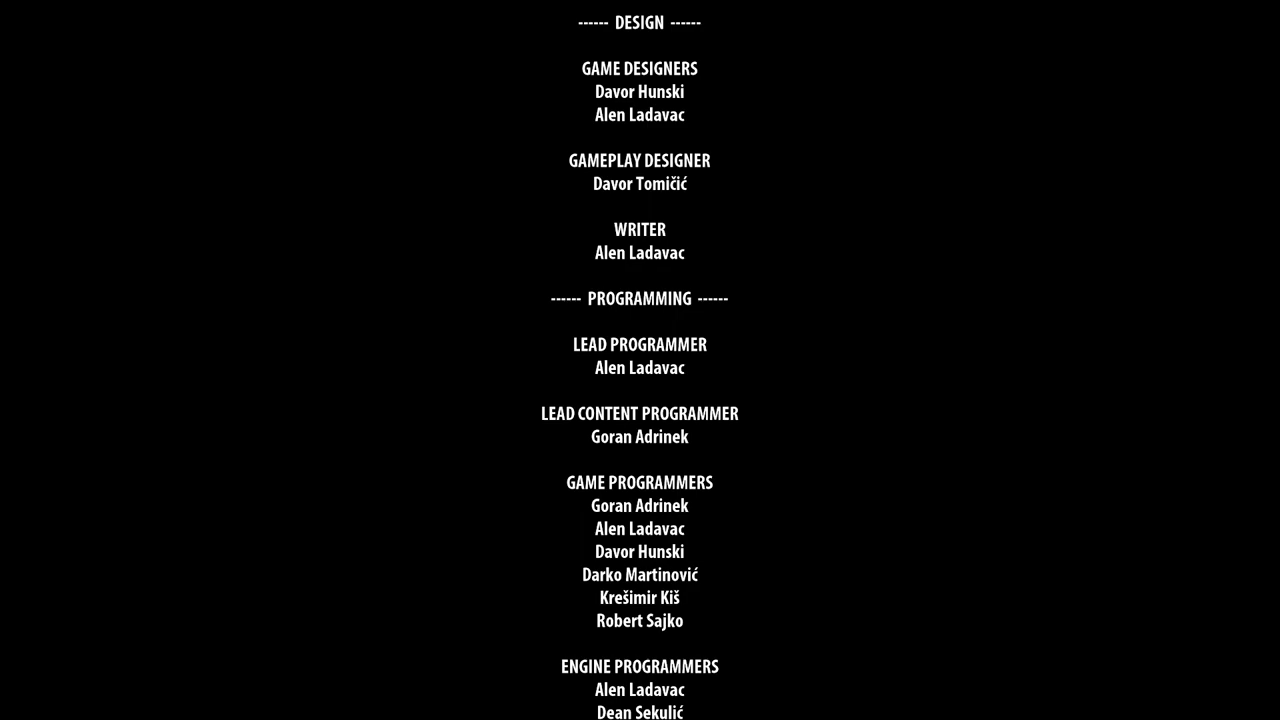 ------ DESIGN ------
GAME DESIGNERS
Davor Hunski
Alen Ladavac
GAMEPLAY DESIGNER
Davor Tomičić
WRITER
Alen Ladavac
------ PROGRAMMING ------
LEAD PROGRAMMER
Alen Ladavac
LEAD CONTENT PROGRAMMER
Goran Adrinek
GAME PROGRAMMERS
Goran Adrinek
Alen Ladavac
Davor Hunski
Darko Martinović
Krešimir Kiš
Robert Sajko
ENGINE PROGRAMMERS
Alen Ladavac
Dean Sekulić